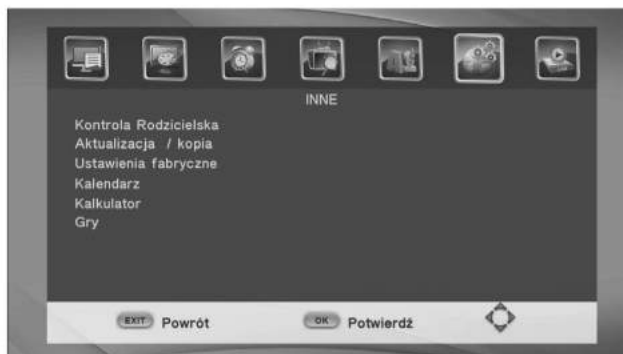 INNE
Kontrola Rodzicielska
Aktualizacja / kopia
Ustawienia fabryczne
Kalendarz
Kalkulator
Gry
EXIT Powrót OK Potwierdź